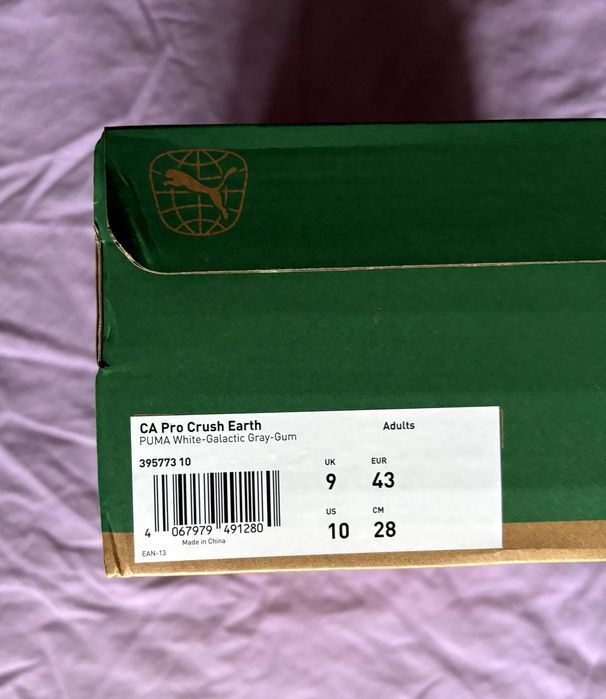 CA Pro Crush Earth
PUMA White-Galactic Gray-Gum
Adults
395773 10
UK EUR
9 43
US CM
10 28
4 067979 491280
Made in China
EAN-13